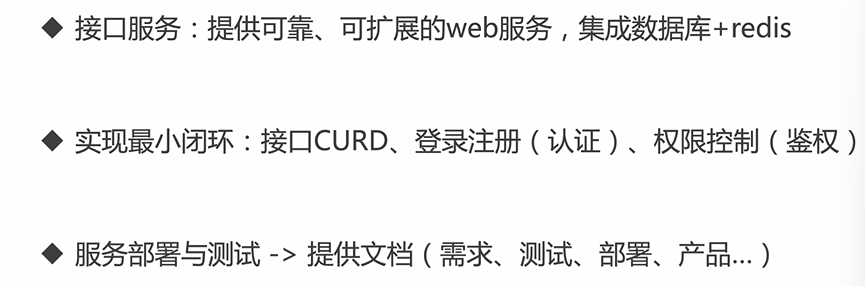 ◆ 接口服务：提供可靠、可扩展的web服务，集成数据库+redis
◆ 实现最小闭环：接口CURD、登录注册（认证）、权限控制（鉴权）
◆ 服务部署与测试 -> 提供文档（需求、测试、部署、产品...）